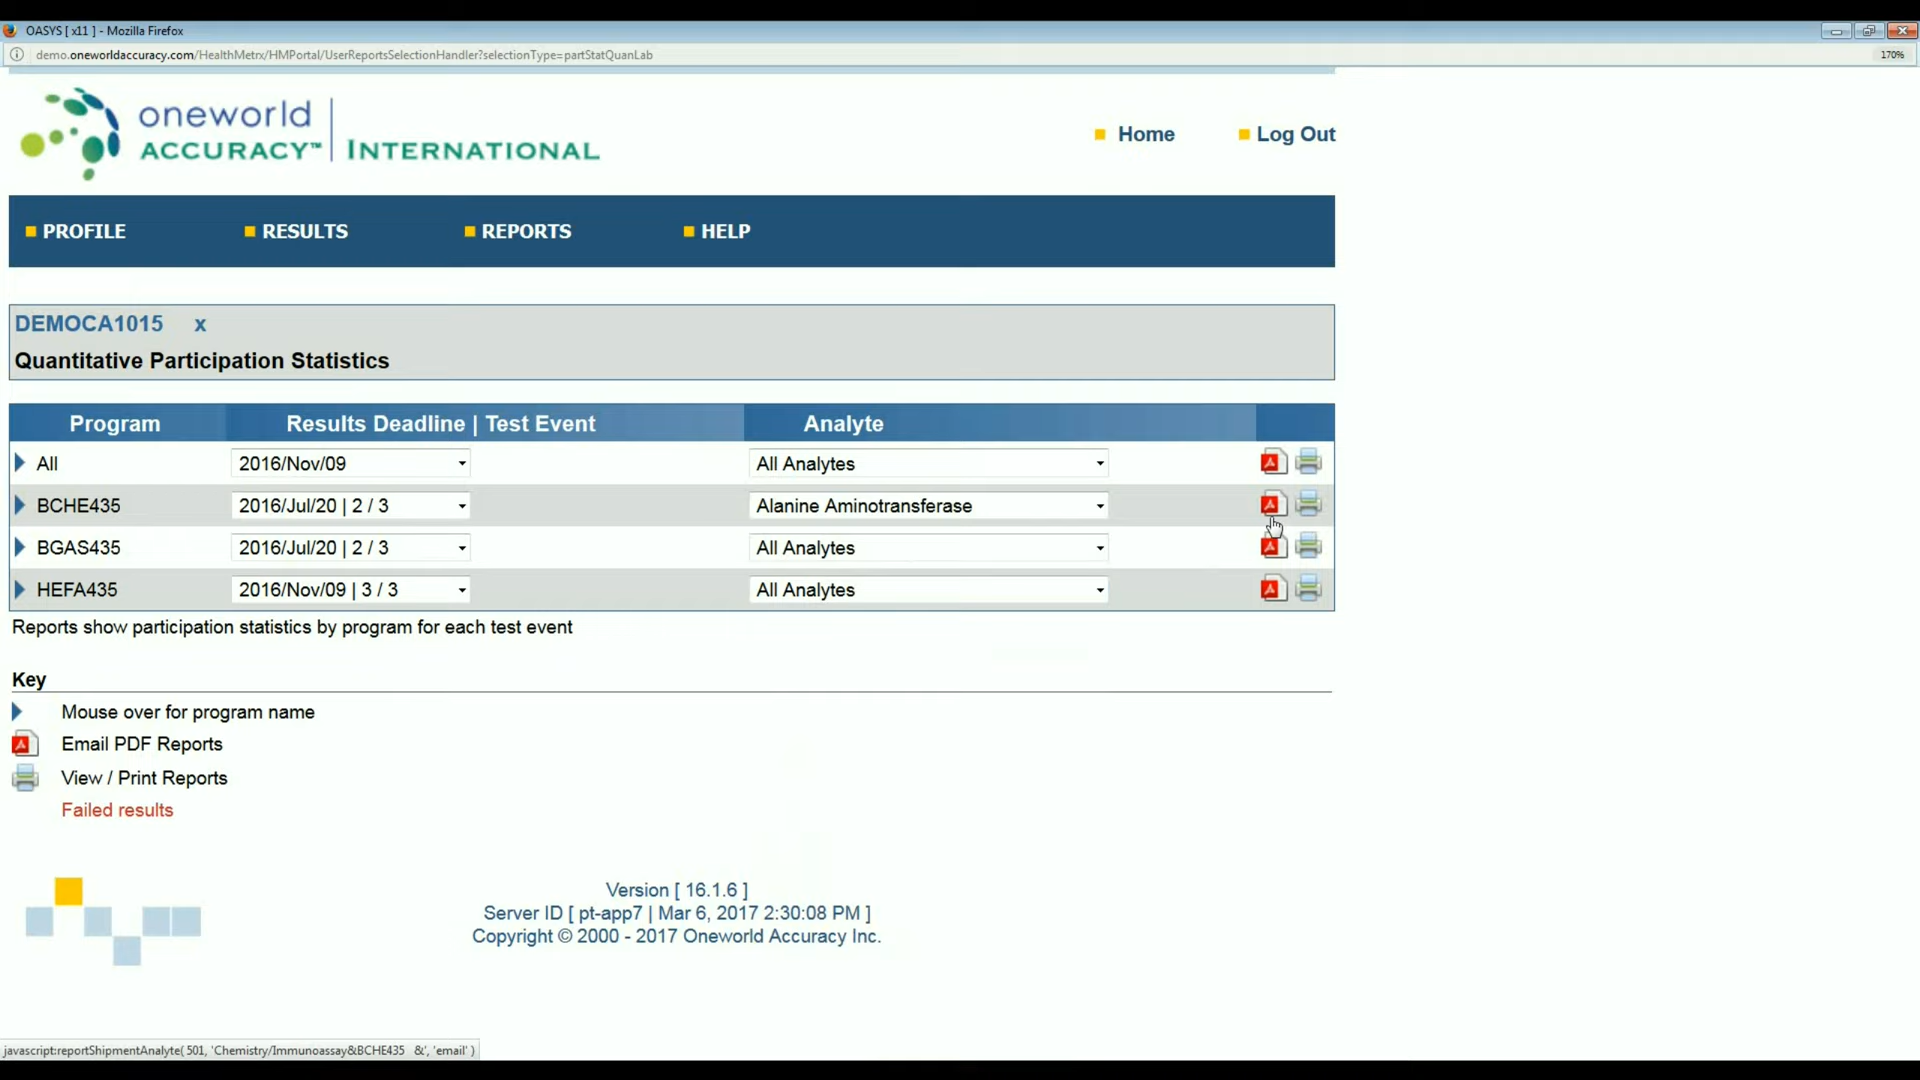 OASYS [ x11 ] - Mozilla Firefox
demo.oneworldaccuracy.com/HealthMetrx/HMPortal/UserReportsSelectionHandler?selectionType=partStatQuanLab
170%
oneworld
ACCURACY™ INTERNATIONAL
Home
Log Out
PROFILE
RESULTS
REPORTS
HELP
DEMOCA1015 x
Quantitative Participation Statistics
Program Results Deadline | Test Event Analyte
All 2016/Nov/09 All Analytes
BCHE435 2016/Jul/20 | 2 / 3 Alanine Aminotransferase
BGAS435 2016/Jul/20 | 2 / 3 All Analytes
HEFA435 2016/Nov/09 | 3 / 3 All Analytes
Reports show participation statistics by program for each test event
Key
Mouse over for program name
Email PDF Reports
View / Print Reports
Failed results
Version [ 16.1.6 ]
Server ID [ pt-app7 | Mar 6, 2017 2:30:08 PM ]
Copyright © 2000 - 2017 Oneworld Accuracy Inc.
javascript:reportShipmentAnalyte( 501, 'Chemistry/Immunoassay&BCHE435 &', 'email' )